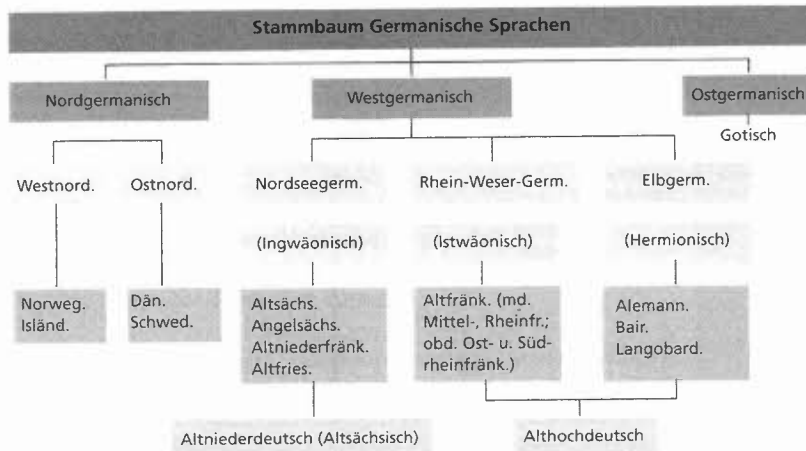 Stammbaum Germanische Sprachen
Nordgermanisch
Westgermanisch
Ostgermanisch
Gotisch
Westnord.
Ostnord.
Nordseegerm.
Rhein-Weser-Germ.
Elbgerm.
(Ingwäonisch)
(Istwäonisch)
(Hermionisch)
Norweg.
Isländ.
Dän.
Schwed.
Altsächs.
Angelsächs.
Altniederfränk.
Altfries.
Altfränk. (md.
Mittel-, Rheinfr.;
obd. Ost- u. Süd-
rheinfränk.)
Alemann.
Bair.
Langobard.
Altniederdeutsch (Altsächsisch)
Althochdeutsch